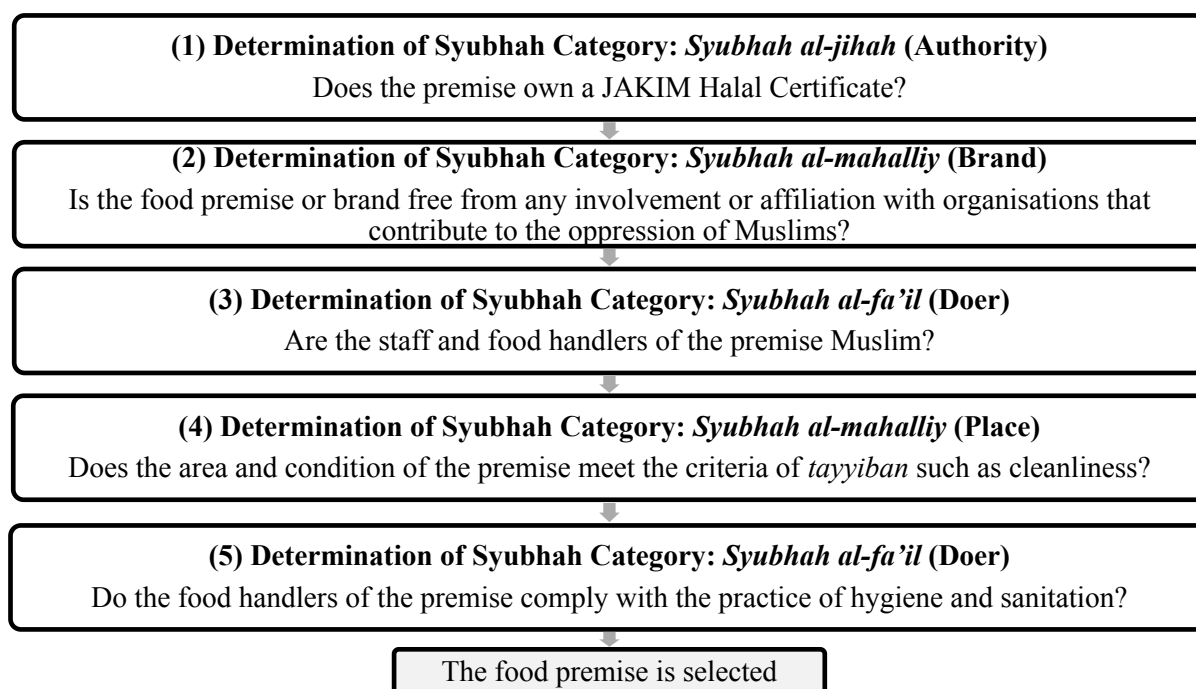 (1) Determination of Syubhah Category: Syubhah al-jihah (Authority)
Does the premise own a JAKIM Halal Certificate?
(2) Determination of Syubhah Category: Syubhah al-mahalliy (Brand)
Is the food premise or brand free from any involvement or affiliation with organisations that
contribute to the oppression of Muslims?
(3) Determination of Syubhah Category: Syubhah al-fa’il (Doer)
Are the staff and food handlers of the premise Muslim?
(4) Determination of Syubhah Category: Syubhah al-mahalliy (Place)
Does the area and condition of the premise meet the criteria of tayyiban such as cleanliness?
(5) Determination of Syubhah Category: Syubhah al-fa’il (Doer)
Do the food handlers of the premise comply with the practice of hygiene and sanitation?
The food premise is selected